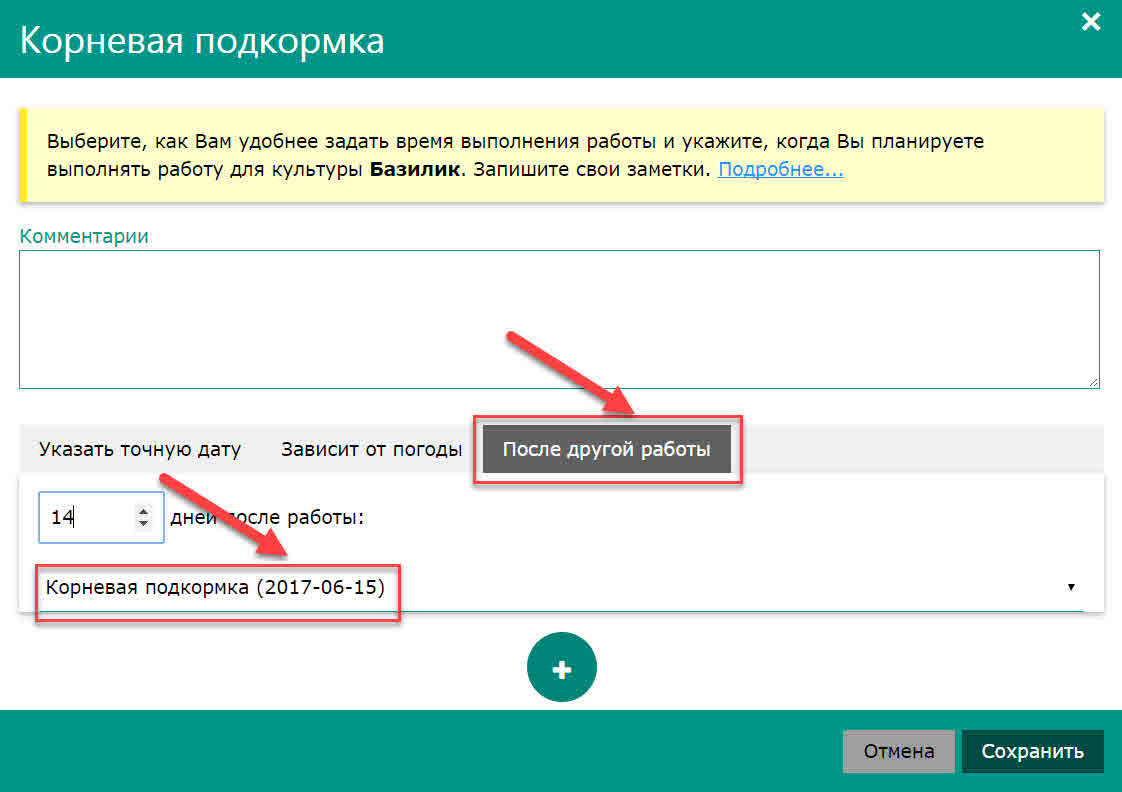 Корневая подкормка
Выберите, как Вам удобнее задать время выполнения работы и укажите, когда Вы планируете
выполнять работу для культуры Базилик. Запишите свои заметки. Подробнее...
Комментарии
Указать точную дату Зависит от погоды После другой работы
14 дней после работы:
Корневая подкормка (2017-06-15)
Отмена Сохранить